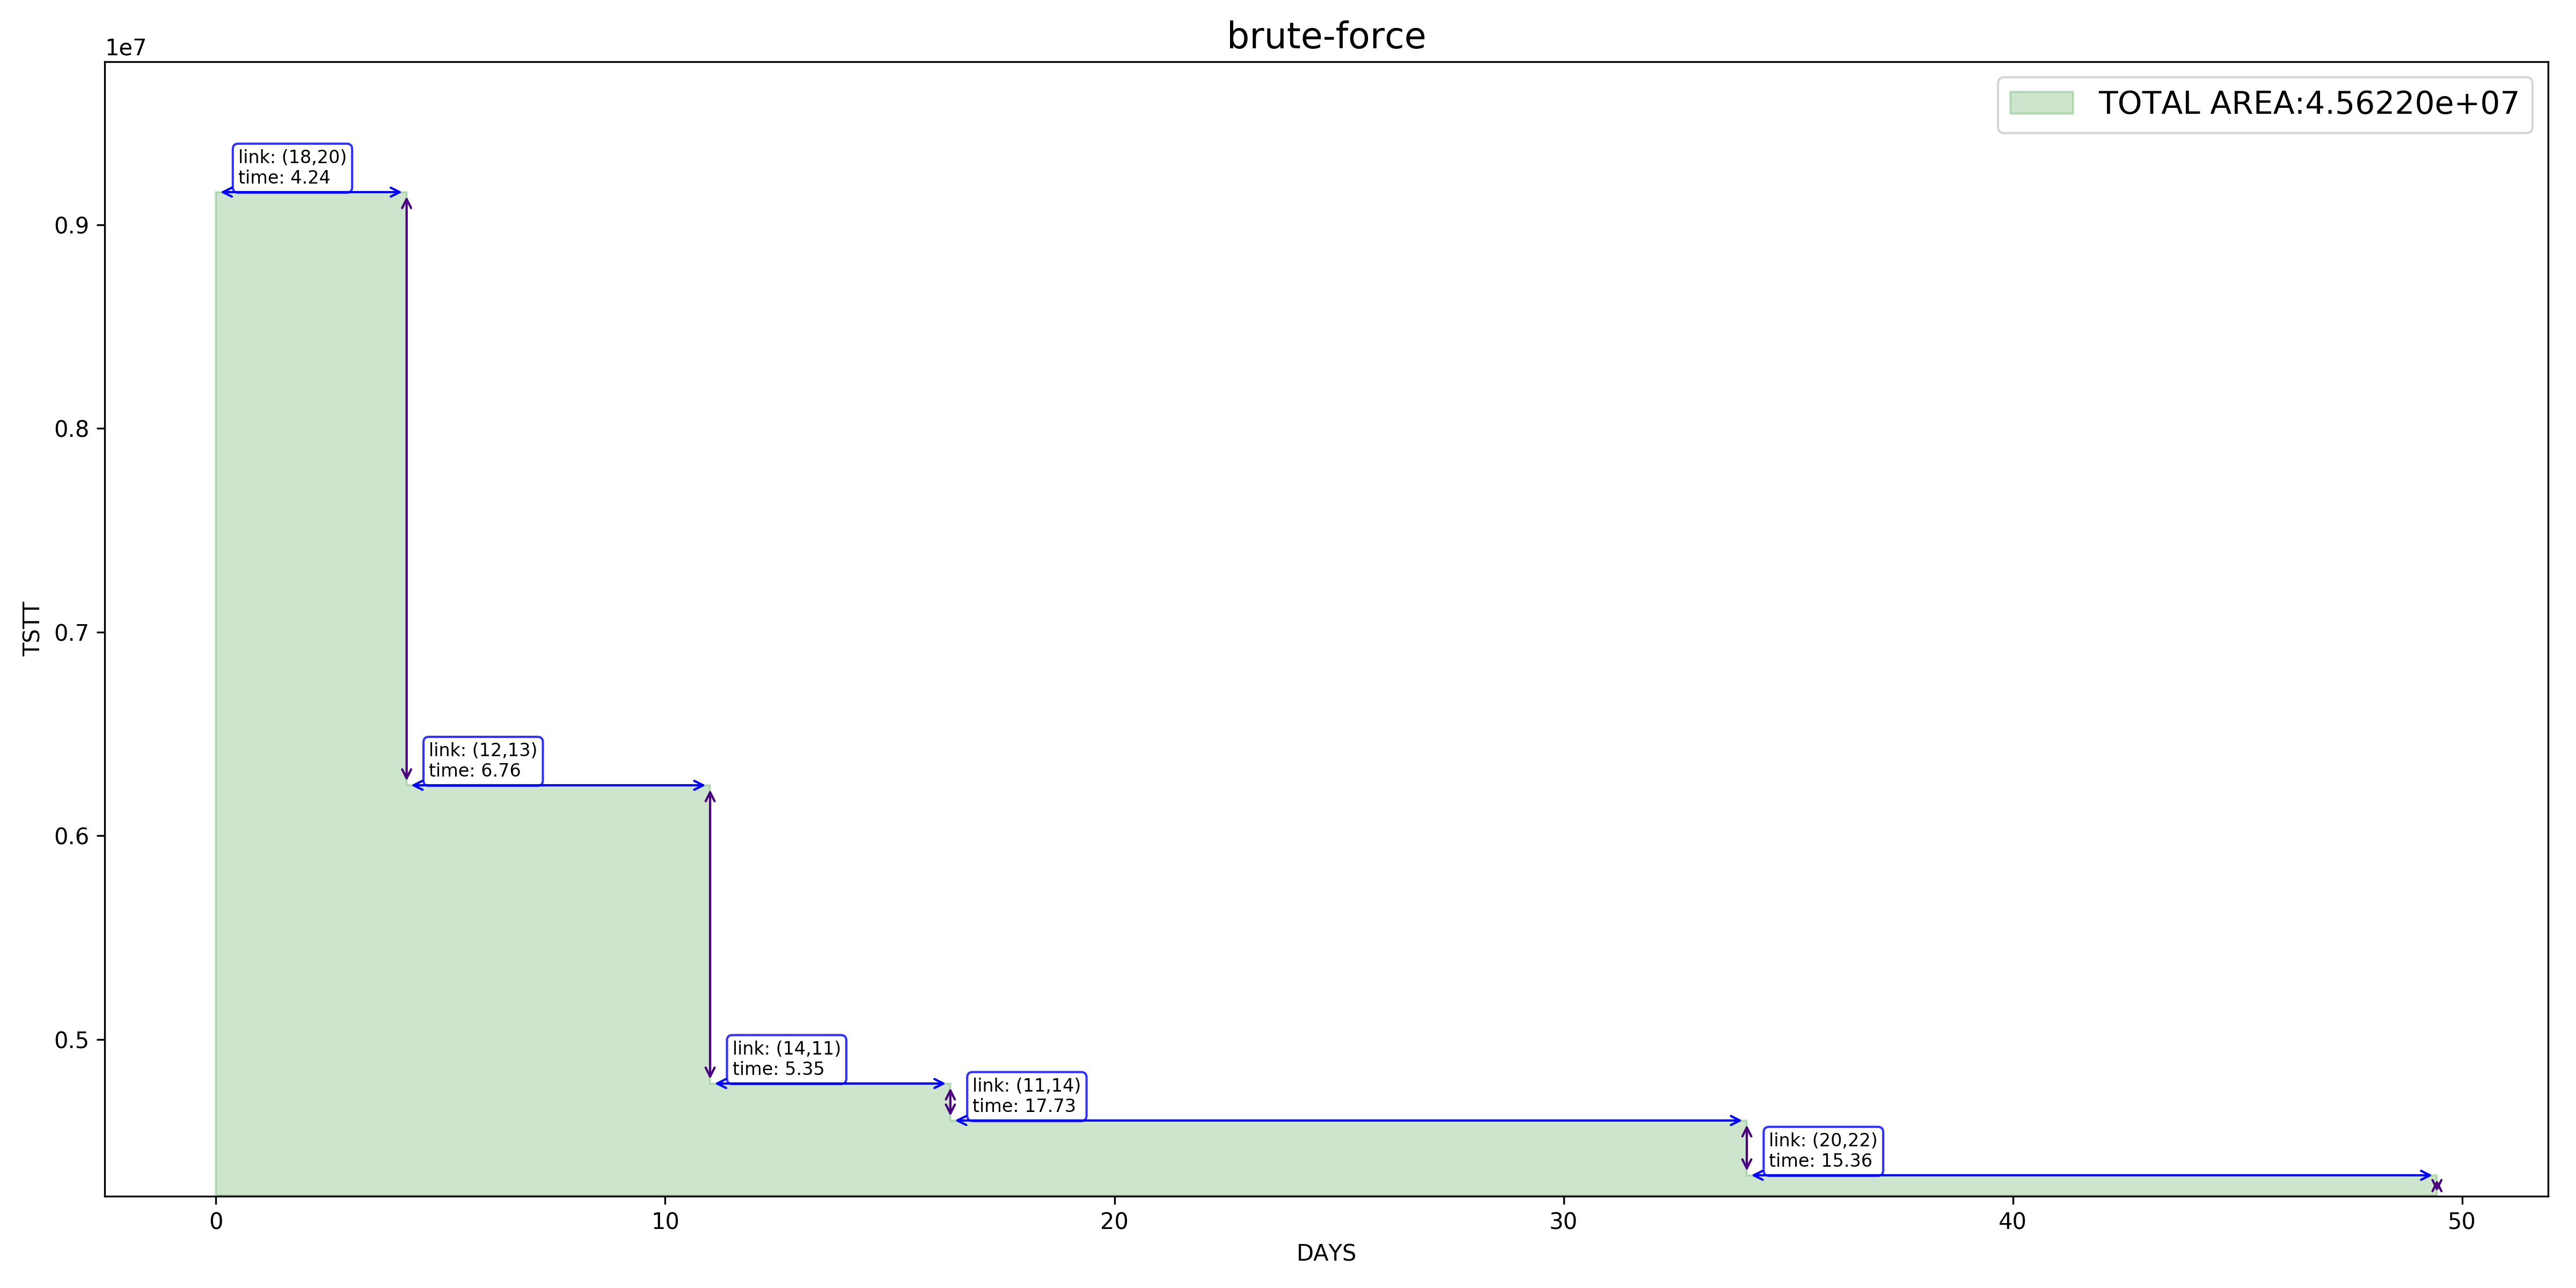 brute-force
1e7
TOTAL AREA:4.56220e+07
link: (18,20)
time: 4.24
0.9
0.8
0.7
TSTT
link: (12,13)
time: 6.76
0.6
0.5
link: (14,11)
time: 5.35
link: (11,14)
time: 17.73
link: (20,22)
time: 15.36
0 10 20 30 40 50
DAYS